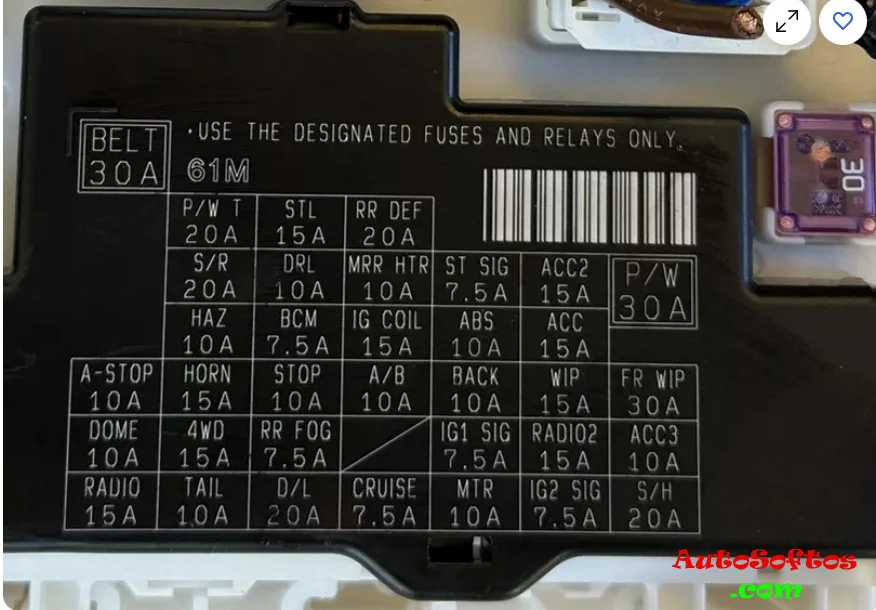 BELT
30A
·USE THE DESIGNATED FUSES AND RELAYS ONLY.
61M
P/W T STL RR DEF
20A 15A 20A
S/R DRL MRR HTR ST SIG ACC2 P/W
20A 10A 10A 7.5A 15A 30A
HAZ BCM IG COIL ABS ACC
10A 7.5A 15A 10A 15A
A-STOP HORN STOP A/B BACK WIP FR WIP
10A 15A 10A 10A 10A 15A 30A
DOME 4WD RR FOG IG1 SIG RADIO2 ACC3
10A 15A 7.5A 7.5A 15A 10A
RADIO TAIL D/L CRUISE MTR IG2 SIG S/H
15A 10A 20A 7.5A 10A 7.5A 20A
30
AutoSoftos
.com